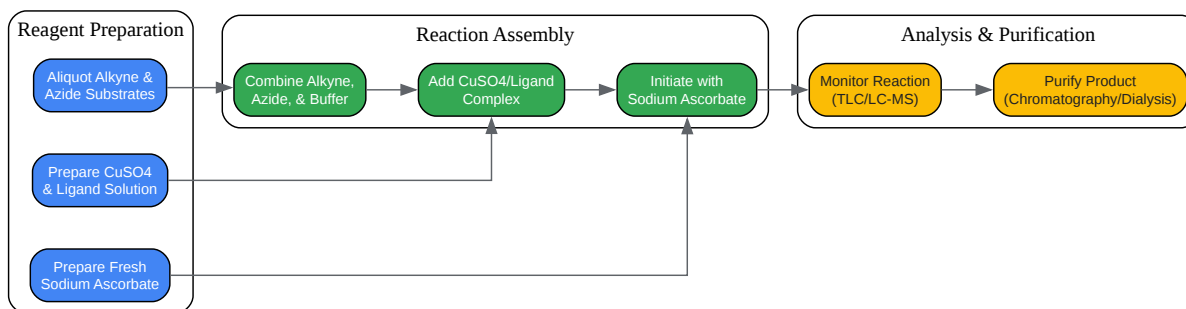 Reagent Preparation
Aliquot Alkyne &
Azide Substrates
Prepare CuSO4
& Ligand Solution
Prepare Fresh
Sodium Ascorbate
Reaction Assembly
Combine Alkyne,
Azide, & Buffer
Add CuSO4/Ligand
Complex
Initiate with
Sodium Ascorbate
Analysis & Purification
Monitor Reaction
(TLC/LC-MS)
Purify Product
(Chromatography/Dialysis)